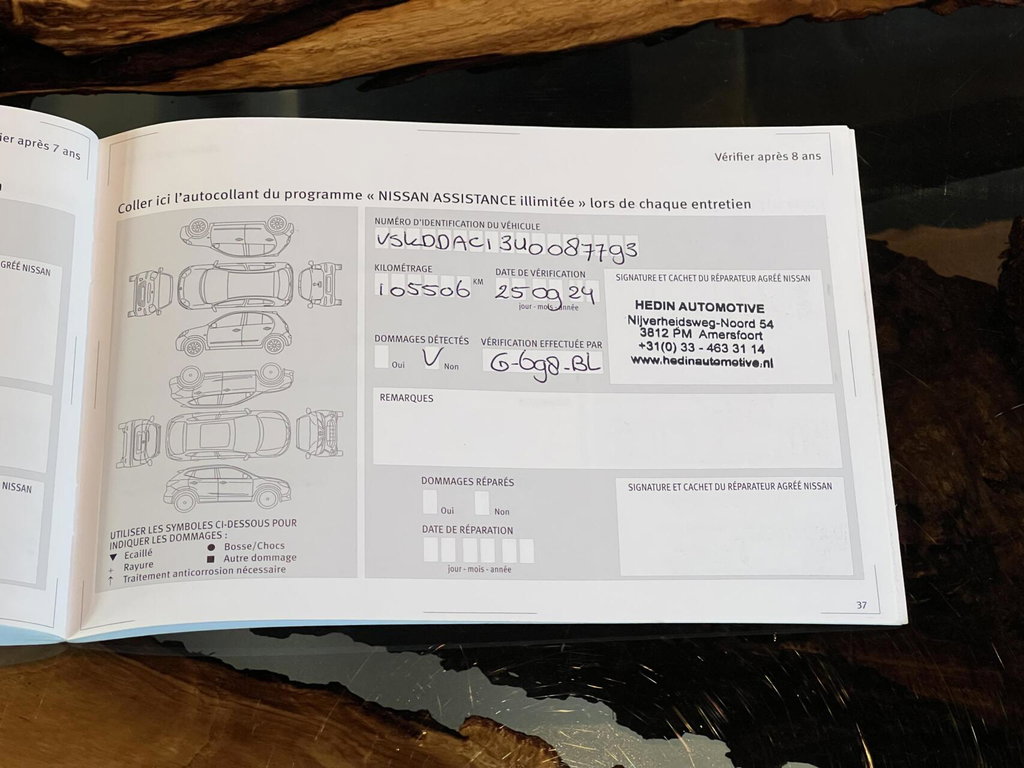 ier après 7 ans
GRÉÉ NISSAN
NISSAN
Vérifier après 8 ans
Coller ici l'autocollant du programme « NISSAN ASSISTANCE illimitée » lors de chaque entretien
NUMÉRO D'IDENTIFICATION DU VÉHICULE
VSKDDAC13U0087793
KILOMÉTRAGE
105506 KM
DATE DE VÉRIFICATION
250924
jour - mois - année
SIGNATURE ET CACHET DU RÉPARATEUR AGRÉÉ NISSAN
HEDIN AUTOMOTIVE
Nijverheidsweg-Noord 54
3812 PM Amersfoort
+31(0) 33 - 463 31 14
www.hedinautomotive.nl
DOMMAGES DÉTECTÉS
Oui V Non
VÉRIFICATION EFFECTUÉE PAR
G-698-BL
REMARQUES
DOMMAGES RÉPARÉS
Oui Non
DATE DE RÉPARATION
jour - mois - année
SIGNATURE ET CACHET DU RÉPARATEUR AGRÉÉ NISSAN
UTILISER LES SYMBOLES CI-DESSOUS POUR
INDIQUER LES DOMMAGES :
▼ Ecaillé
● Bosse/Chocs
+ Rayure
■ Autre dommage
↑ Traitement anticorrosion nécessaire
37